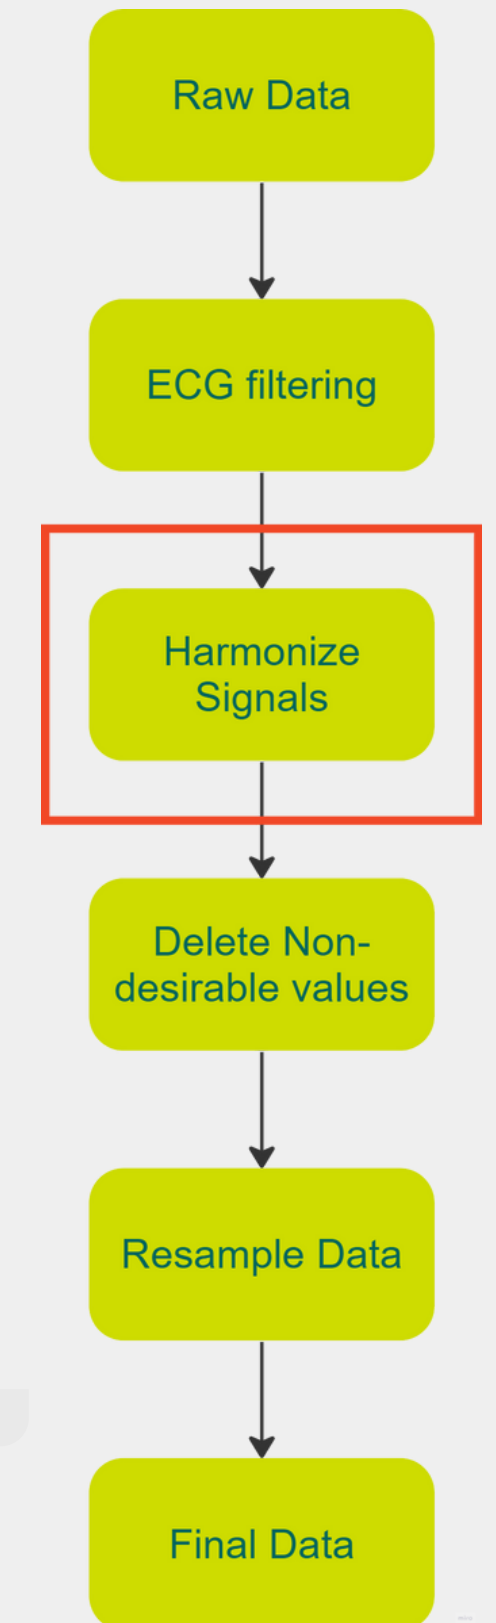 Raw Data
ECG filtering
Harmonize
Signals
Delete Non-
desirable values
Resample Data
Final Data